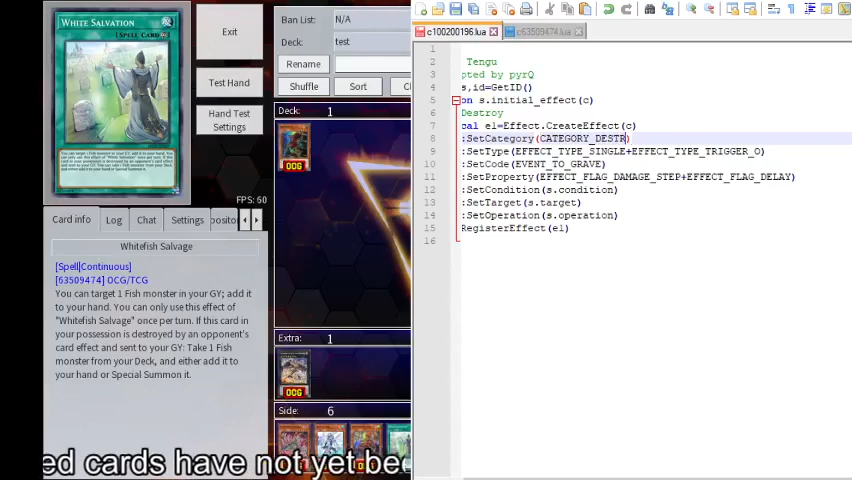 WHITE SALVATION
[SPELL CARD]
Exit
Hand Test
Hand Test
Settings
FPS: 60
Ban List:
N/A
Deck:
test
Rename
Shuffle
Sort
Deck:
1
OCG
Extra:
1
OCG
Side:
6
Card info
Log
Chat
Settings
positor
Whitefish Salvage
[Spell|Continuous]
[63509474] OCG/TCG
You can target 1 Fish monster in your GY; add it
to your hand. You can only use this effect of
"Whitefish Salvage" once per turn. If this card in
your possession is destroyed by an opponent's
card effect and sent to your GY: Take 1 Fish
monster from your Deck, and either add it to
your hand or Special Summon it.
ed cards have not yet bee
c100200196.lua
c63509474.lua
1
2 Tengu
3 pted by pyrQ
4 s,id=GetID()
5 on s.initial_effect(c)
6 Destroy
7 cal e1=Effect.CreateEffect(c)
8 :SetCategory(CATEGORY_DESTR)
9 :SetType(EFFECT_TYPE_SINGLE+EFFECT_TYPE_TRIGGER_O)
10 :SetCode(EVENT_TO_GRAVE)
11 :SetProperty(EFFECT_FLAG_DAMAGE_STEP+EFFECT_FLAG_DELAY)
12 :SetCondition(s.condition)
13 :SetTarget(s.target)
14 :SetOperation(s.operation)
15 RegisterEffect(e1)
16